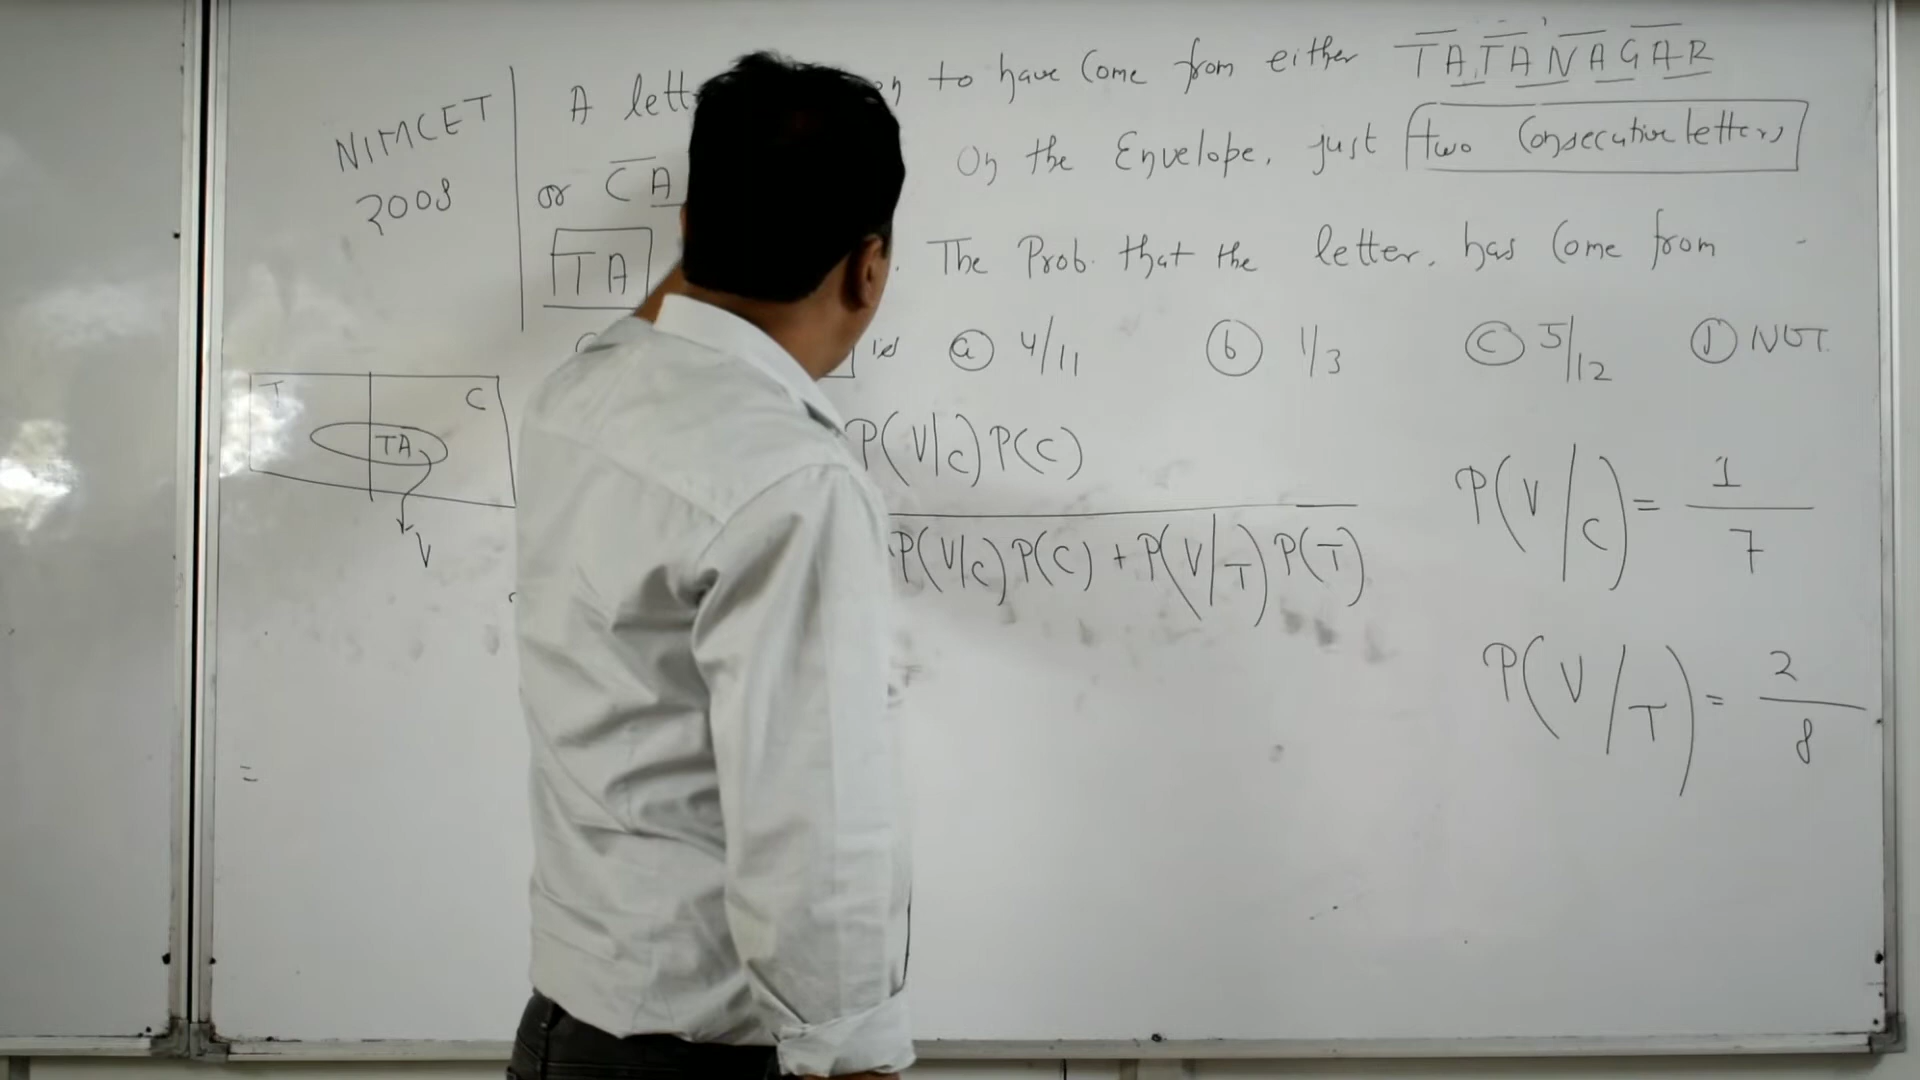 NIMCET
2008
A lett to have Come from either TATANAGAR
or CA On the Envelope, just two Consecutive letters
TA . The Prob. that the letter, has Come from
is ⓐ 4/11 ⓑ 1/3 ⓒ 5/12 ⓓ NOT
T C
TA
V
P(V/C)P(C)
P(V/C)P(C) + P(V/T)P(T)
P(V/C) = 1/7
P(V/T) = 2/8
=